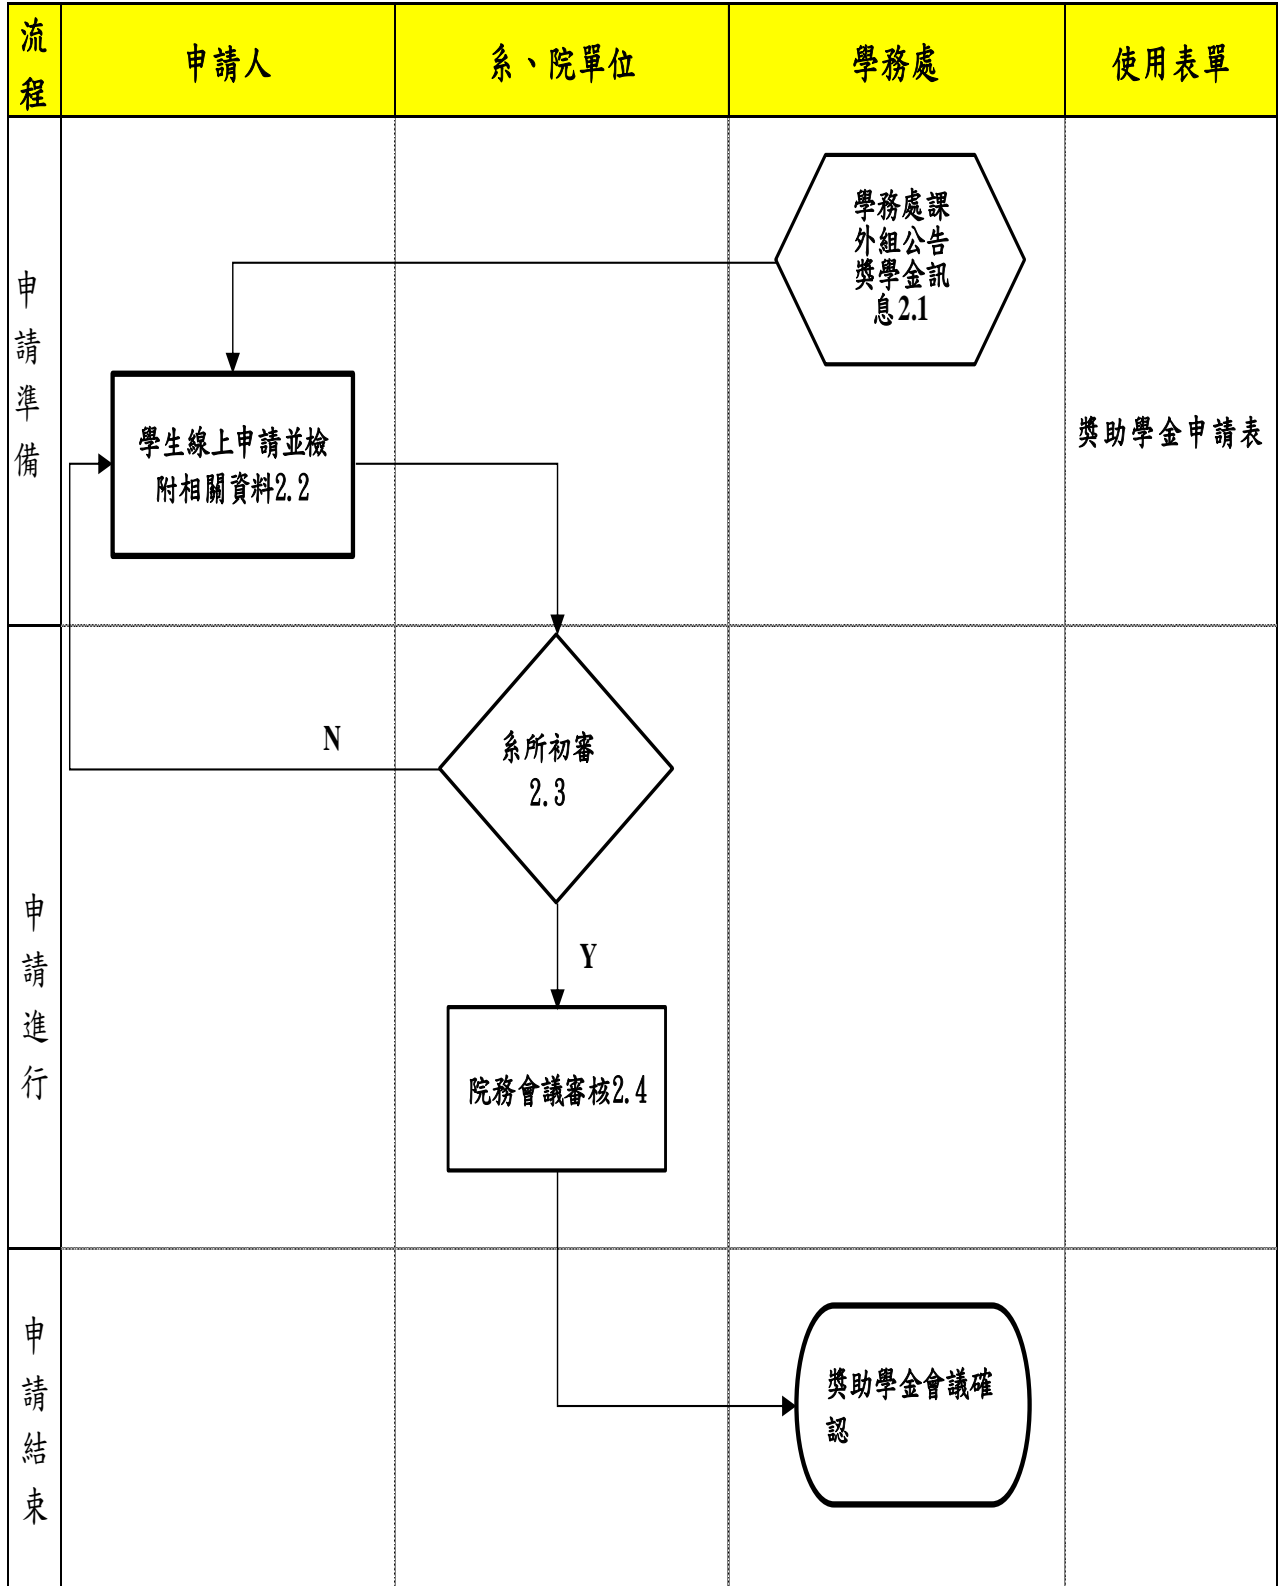 流程
申請人
系、院單位
學務處
使用表單
申請準備
學務處課
外組公告
獎學金訊
息2.1
學生線上申請並檢
附相關資料2.2
獎助學金申請表
申請進行
N
系所初審
2.3
Y
院務會議審核2.4
申請結束
獎助學金會議確
認